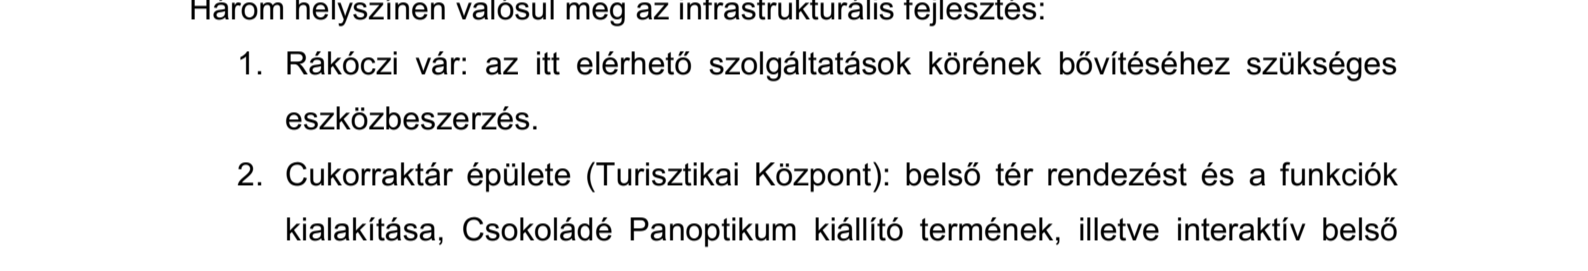 Három helyszínen valósul meg az infrastrukturális fejlesztés:
1. Rákóczi vár: az itt elérhető szolgáltatások körének bővítéséhez szükséges
eszközbeszerzés.
2. Cukorraktár épülete (Turisztikai Központ): belső tér rendezést és a funkciók
kialakítása, Csokoládé Panoptikum kiállító termének, illetve interaktív belső